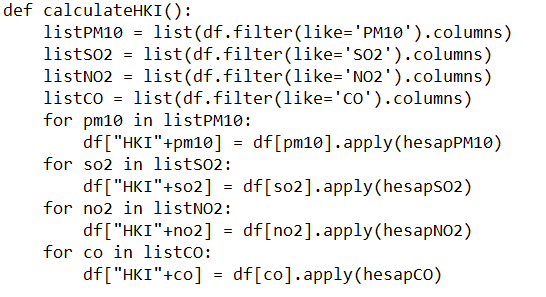 def calculateHKI():
    listPM10 = list(df.filter(like='PM10').columns)
    listSO2 = list(df.filter(like='SO2').columns)
    listNO2 = list(df.filter(like='NO2').columns)
    listCO = list(df.filter(like='CO').columns)
    for pm10 in listPM10:
        df["HKI"+pm10] = df[pm10].apply(hesapPM10)
    for so2 in listSO2:
        df["HKI"+so2] = df[so2].apply(hesapSO2)
    for no2 in listNO2:
        df["HKI"+no2] = df[no2].apply(hesapNO2)
    for co in listCO:
        df["HKI"+co] = df[co].apply(hesapCO)